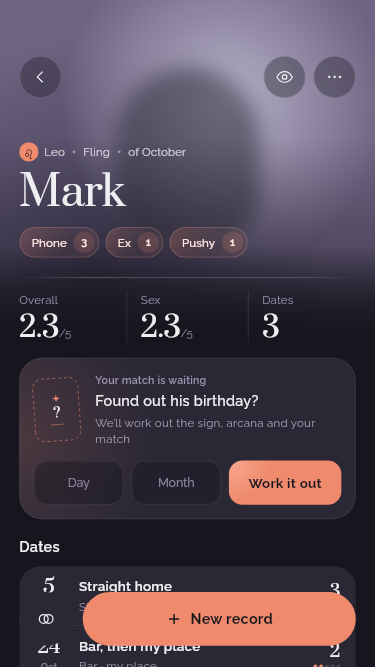 Leo • Fling • of October
Mark
Phone 3 Ex 1 Pushy 1
Overall Sex Dates
2.3/5 2.3/5 3
Your match is waiting
?
Found out his birthday?
We'll work out the sign, arcana and your
match
Day Month Work it out
Dates
5 Straight home 3
+ New record
24 Bar, then my place 2
Oct Bar · my place